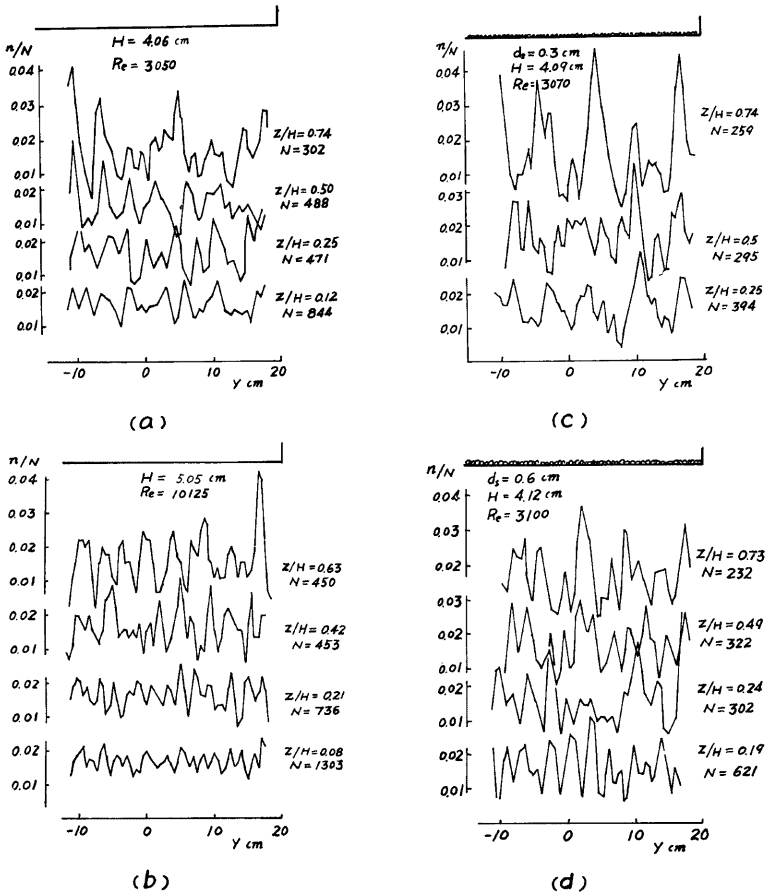 H = 4.06 cm
Re = 3050
n/N
0.04
0.03
0.02
0.01
0.02
0.01
0.02
0.01
0.02
0.01
Z/H = 0.74
N = 302
Z/H = 0.50
N = 488
Z/H = 0.25
N = 471
Z/H = 0.12
N = 844
-10 0 10 20
Y cm
(a)
ds = 0.3 cm
H = 4.09 cm
Re = 3070
n/N
0.04
0.03
0.02
0.01
0.03
0.02
0.01
0.02
0.01
Z/H = 0.74
N = 259
Z/H = 0.5
N = 295
Z/H = 0.25
N = 394
-10 0 10 20
Y cm
(c)
n/N
H = 5.05 cm
Re = 10125
0.04
0.03
0.02
0.01
0.02
0.01
0.02
0.01
0.02
0.01
Z/H = 0.63
N = 450
Z/H = 0.42
N = 453
Z/H = 0.21
N = 736
Z/H = 0.08
N = 1303
-10 0 10 20
Y cm
(b)
n/N
ds = 0.6 cm
H = 4.12 cm
Re = 3100
0.04
0.03
0.02
0.01
0.03
0.02
0.01
0.02
0.01
0.02
0.01
Z/H = 0.73
N = 232
Z/H = 0.49
N = 322
Z/H = 0.24
N = 302
Z/H = 0.19
N = 621
-10 0 10 20
Y cm
(d)